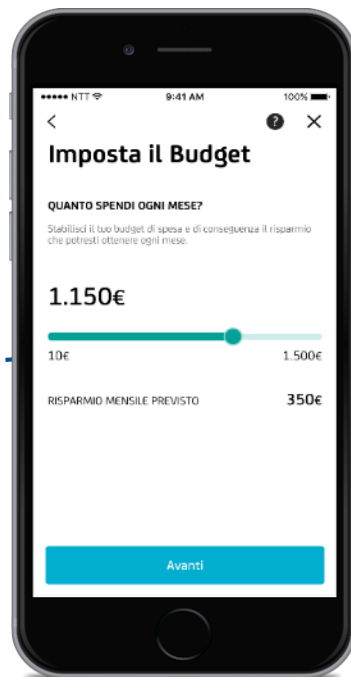 NTT 9:41 AM 100%
?
Imposta il Budget
QUANTO SPENDI OGNI MESE?
Stabilisci il tuo budget di spesa e di conseguenza il risparmio
che potresti ottenere ogni mese.
1.150€
10€ 1.500€
RISPARMIO MENSILE PREVISTO 350€
Avanti